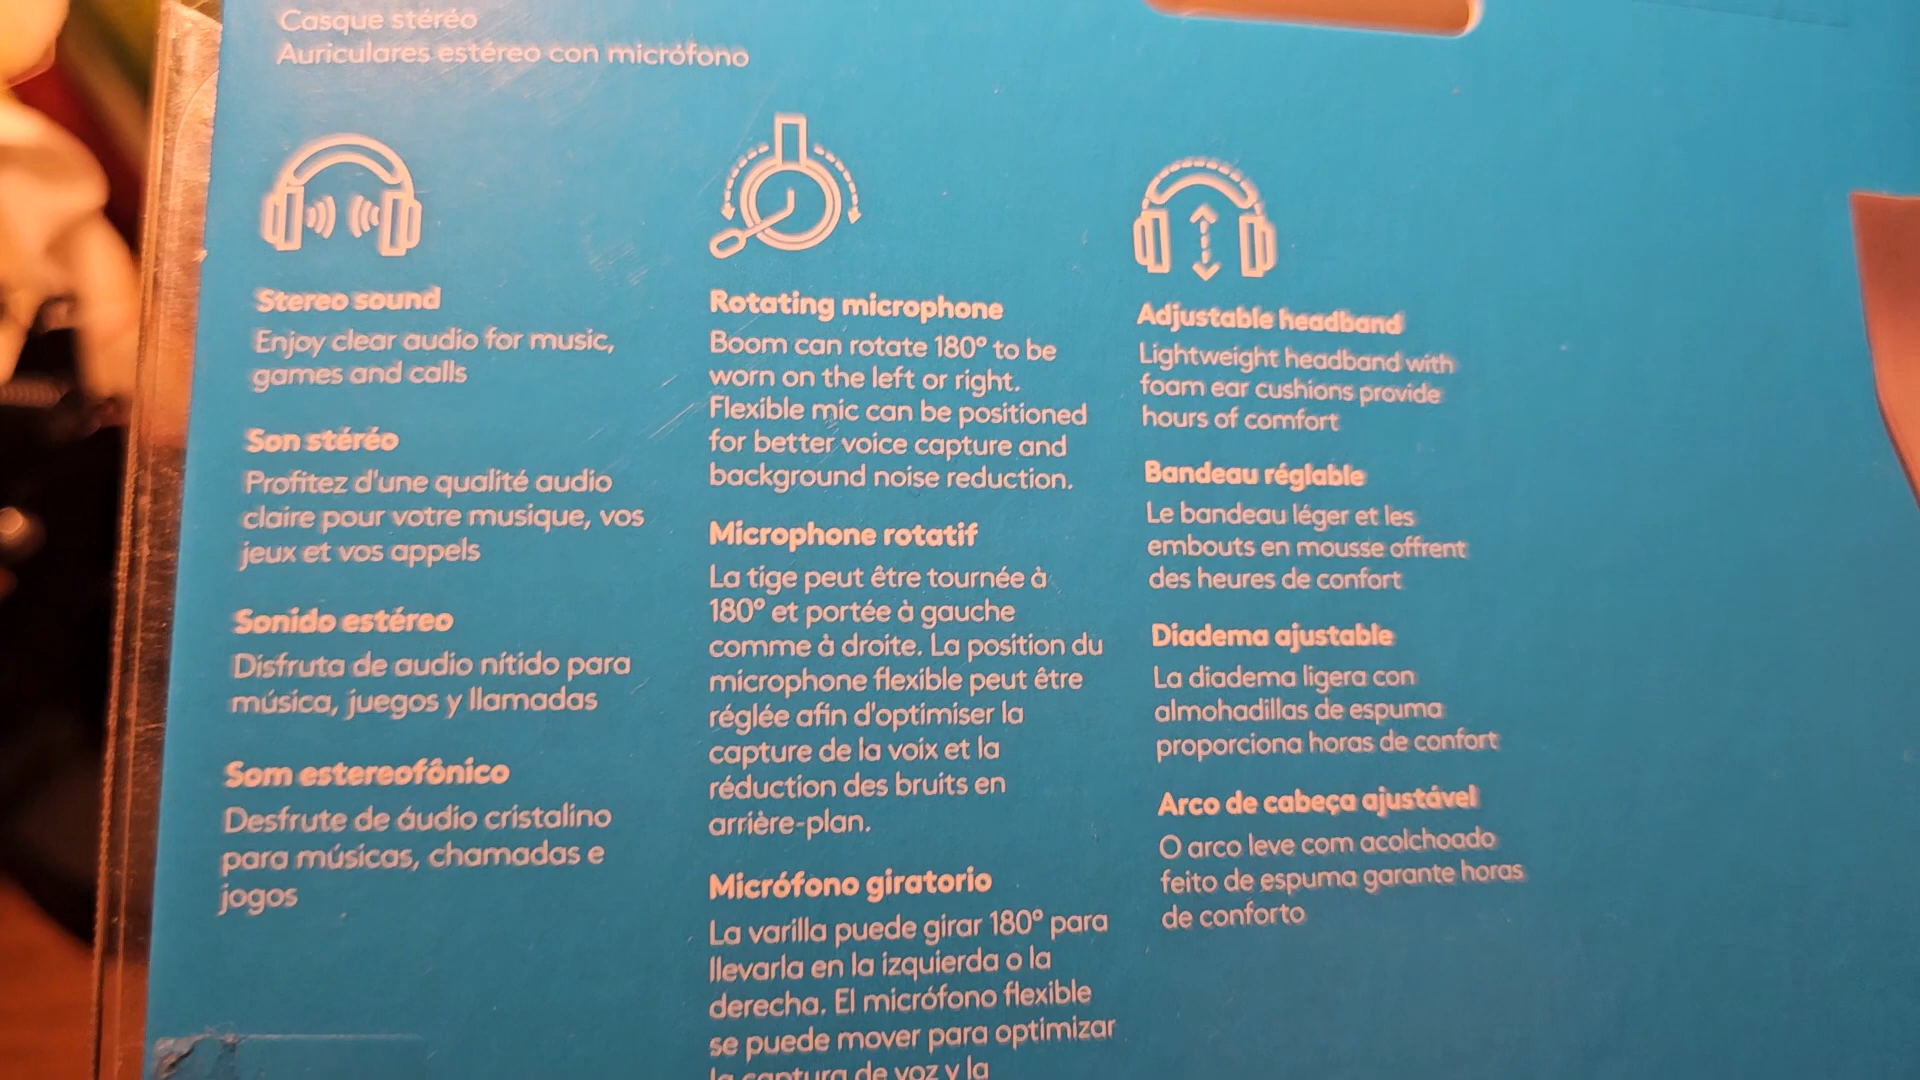 Casque stéréo
Auriculares estéreo con micrófono
Stereo sound
Enjoy clear audio for music,
games and calls
Son stéréo
Profitez d'une qualité audio
claire pour votre musique, vos
jeux et vos appels
Sonido estéreo
Disfruta de audio nítido para
música, juegos y llamadas
Som estereofônico
Desfrute de áudio cristalino
para músicas, chamadas e
jogos
Rotating microphone
Boom can rotate 180° to be
worn on the left or right.
Flexible mic can be positioned
for better voice capture and
background noise reduction.
Microphone rotatif
La tige peut être tournée à
180° et portée à gauche
comme à droite. La position du
microphone flexible peut être
réglée afin d'optimiser la
capture de la voix et la
réduction des bruits en
arrière-plan.
Micrófono giratorio
La varilla puede girar 180° para
llevarla en la izquierda o la
derecha. El micrófono flexible
se puede mover para optimizar
la captura de voz y la
Adjustable headband
Lightweight headband with
foam ear cushions provide
hours of comfort
Bandeau réglable
Le bandeau léger et les
embouts en mousse offrent
des heures de confort
Diadema ajustable
La diadema ligera con
almohadillas de espuma
proporciona horas de confort
Arco de cabeça ajustável
O arco leve com acolchoado
feito de espuma garante horas
de conforto